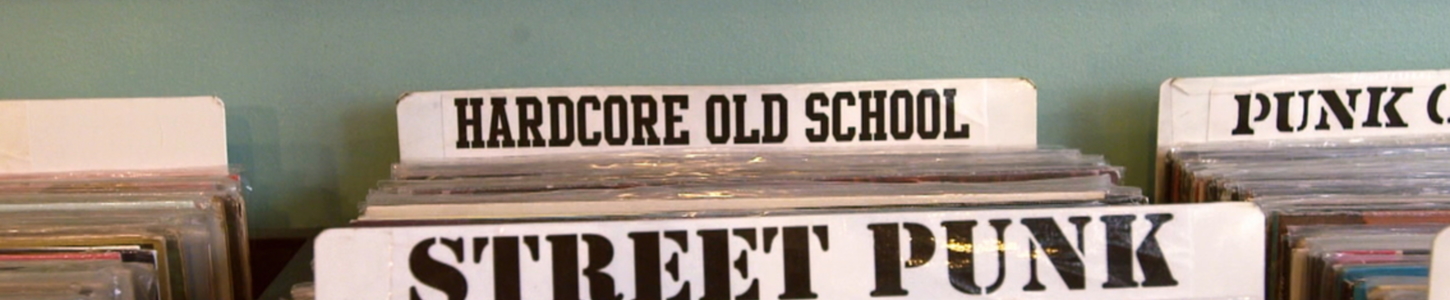 HARDCORE OLD SCHOOL
PUNK
STREET PUNK